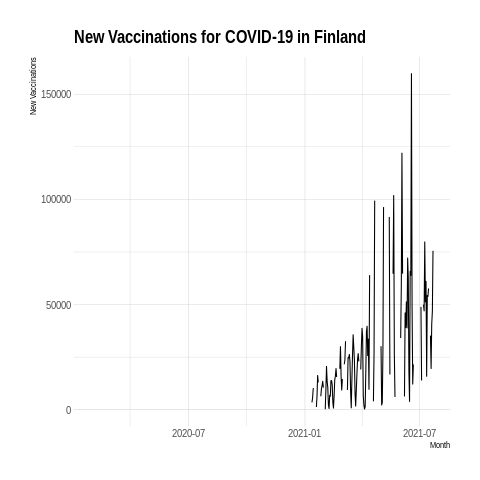 New Vaccinations for COVID-19 in Finland
New Vaccinations
150000
100000
50000
0
2020-07
2021-01
2021-07
Month